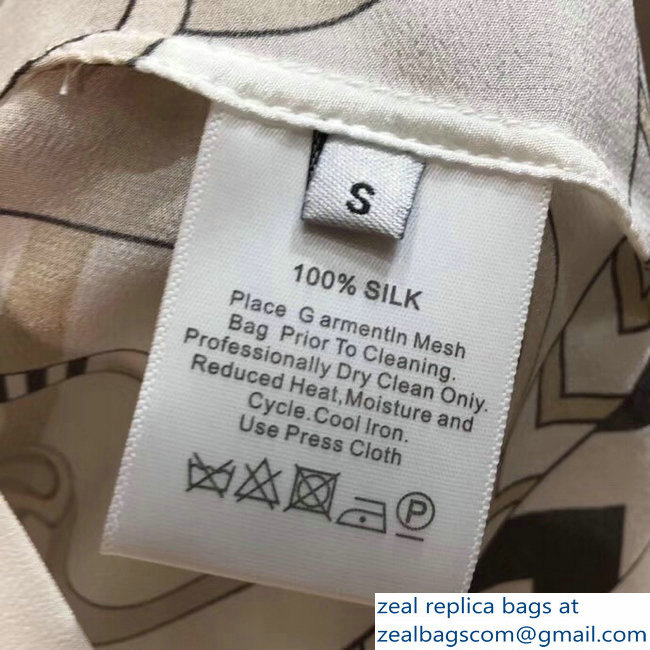 S
100% SILK
Place G armentIn Mesh
Bag Prior To Cleaning.
Professionally Dry Clean Only.
Reduced Heat,Moisture and
Cycle.Cool Iron.
Use Press Cloth
P
zeal replica bags at
zealbagscom@gmail.com